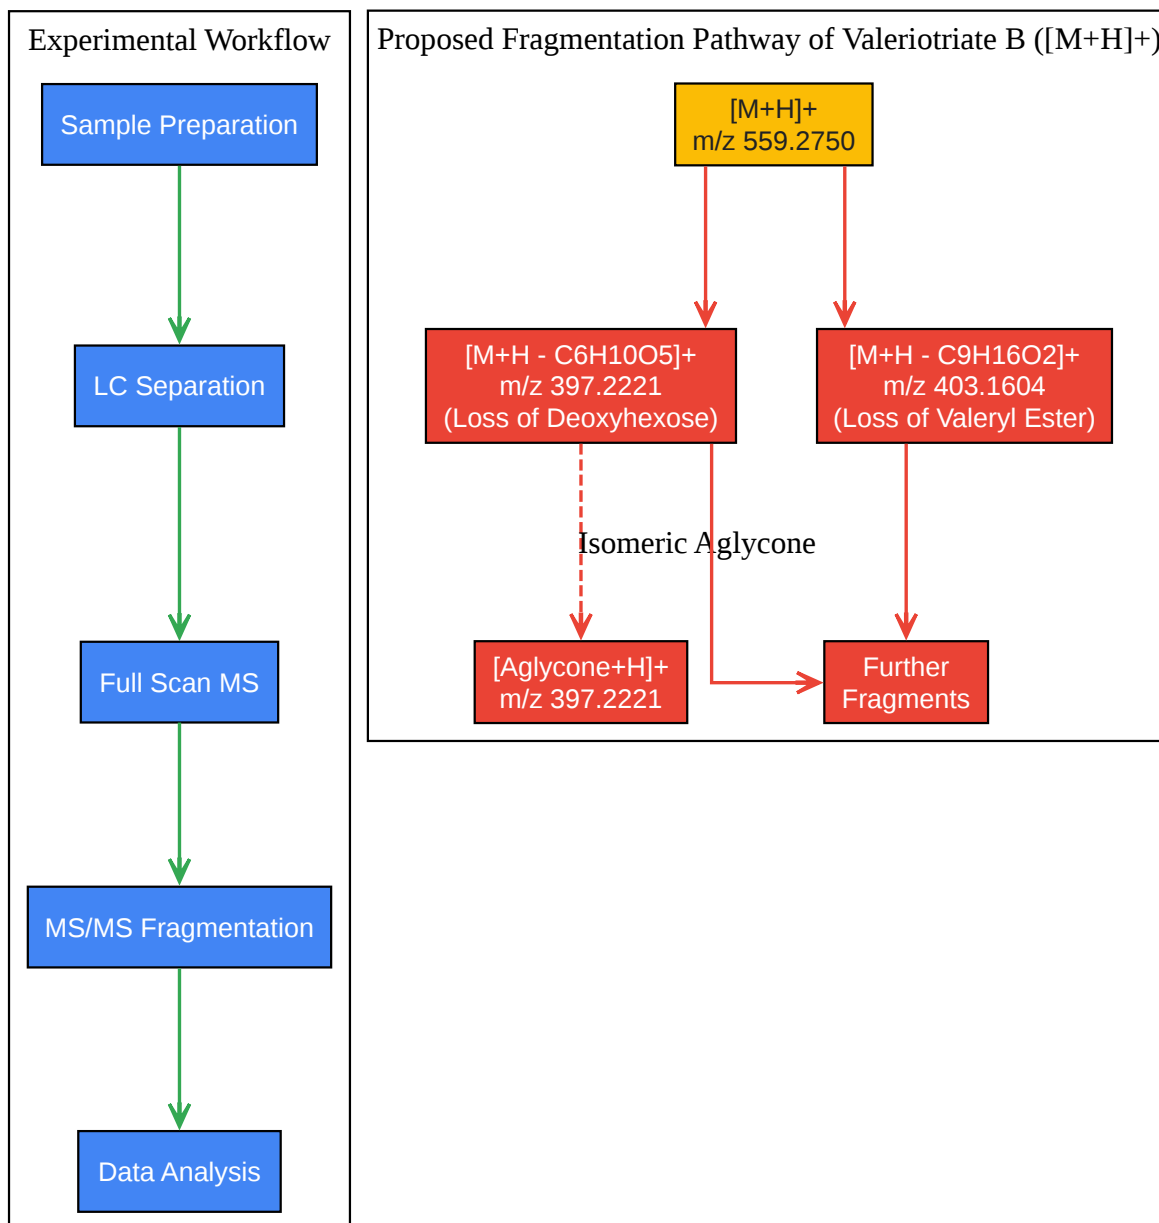 Experimental Workflow
Sample Preparation
LC Separation
Full Scan MS
MS/MS Fragmentation
Data Analysis
Proposed Fragmentation Pathway of Valeriotriate B ([M+H]+)
[M+H]+
m/z 559.2750
[M+H - C6H10O5]+
m/z 397.2221
(Loss of Deoxyhexose)
[M+H - C9H16O2]+
m/z 403.1604
(Loss of Valeryl Ester)
Isomeric Aglycone
[Aglycone+H]+
m/z 397.2221
Further
Fragments